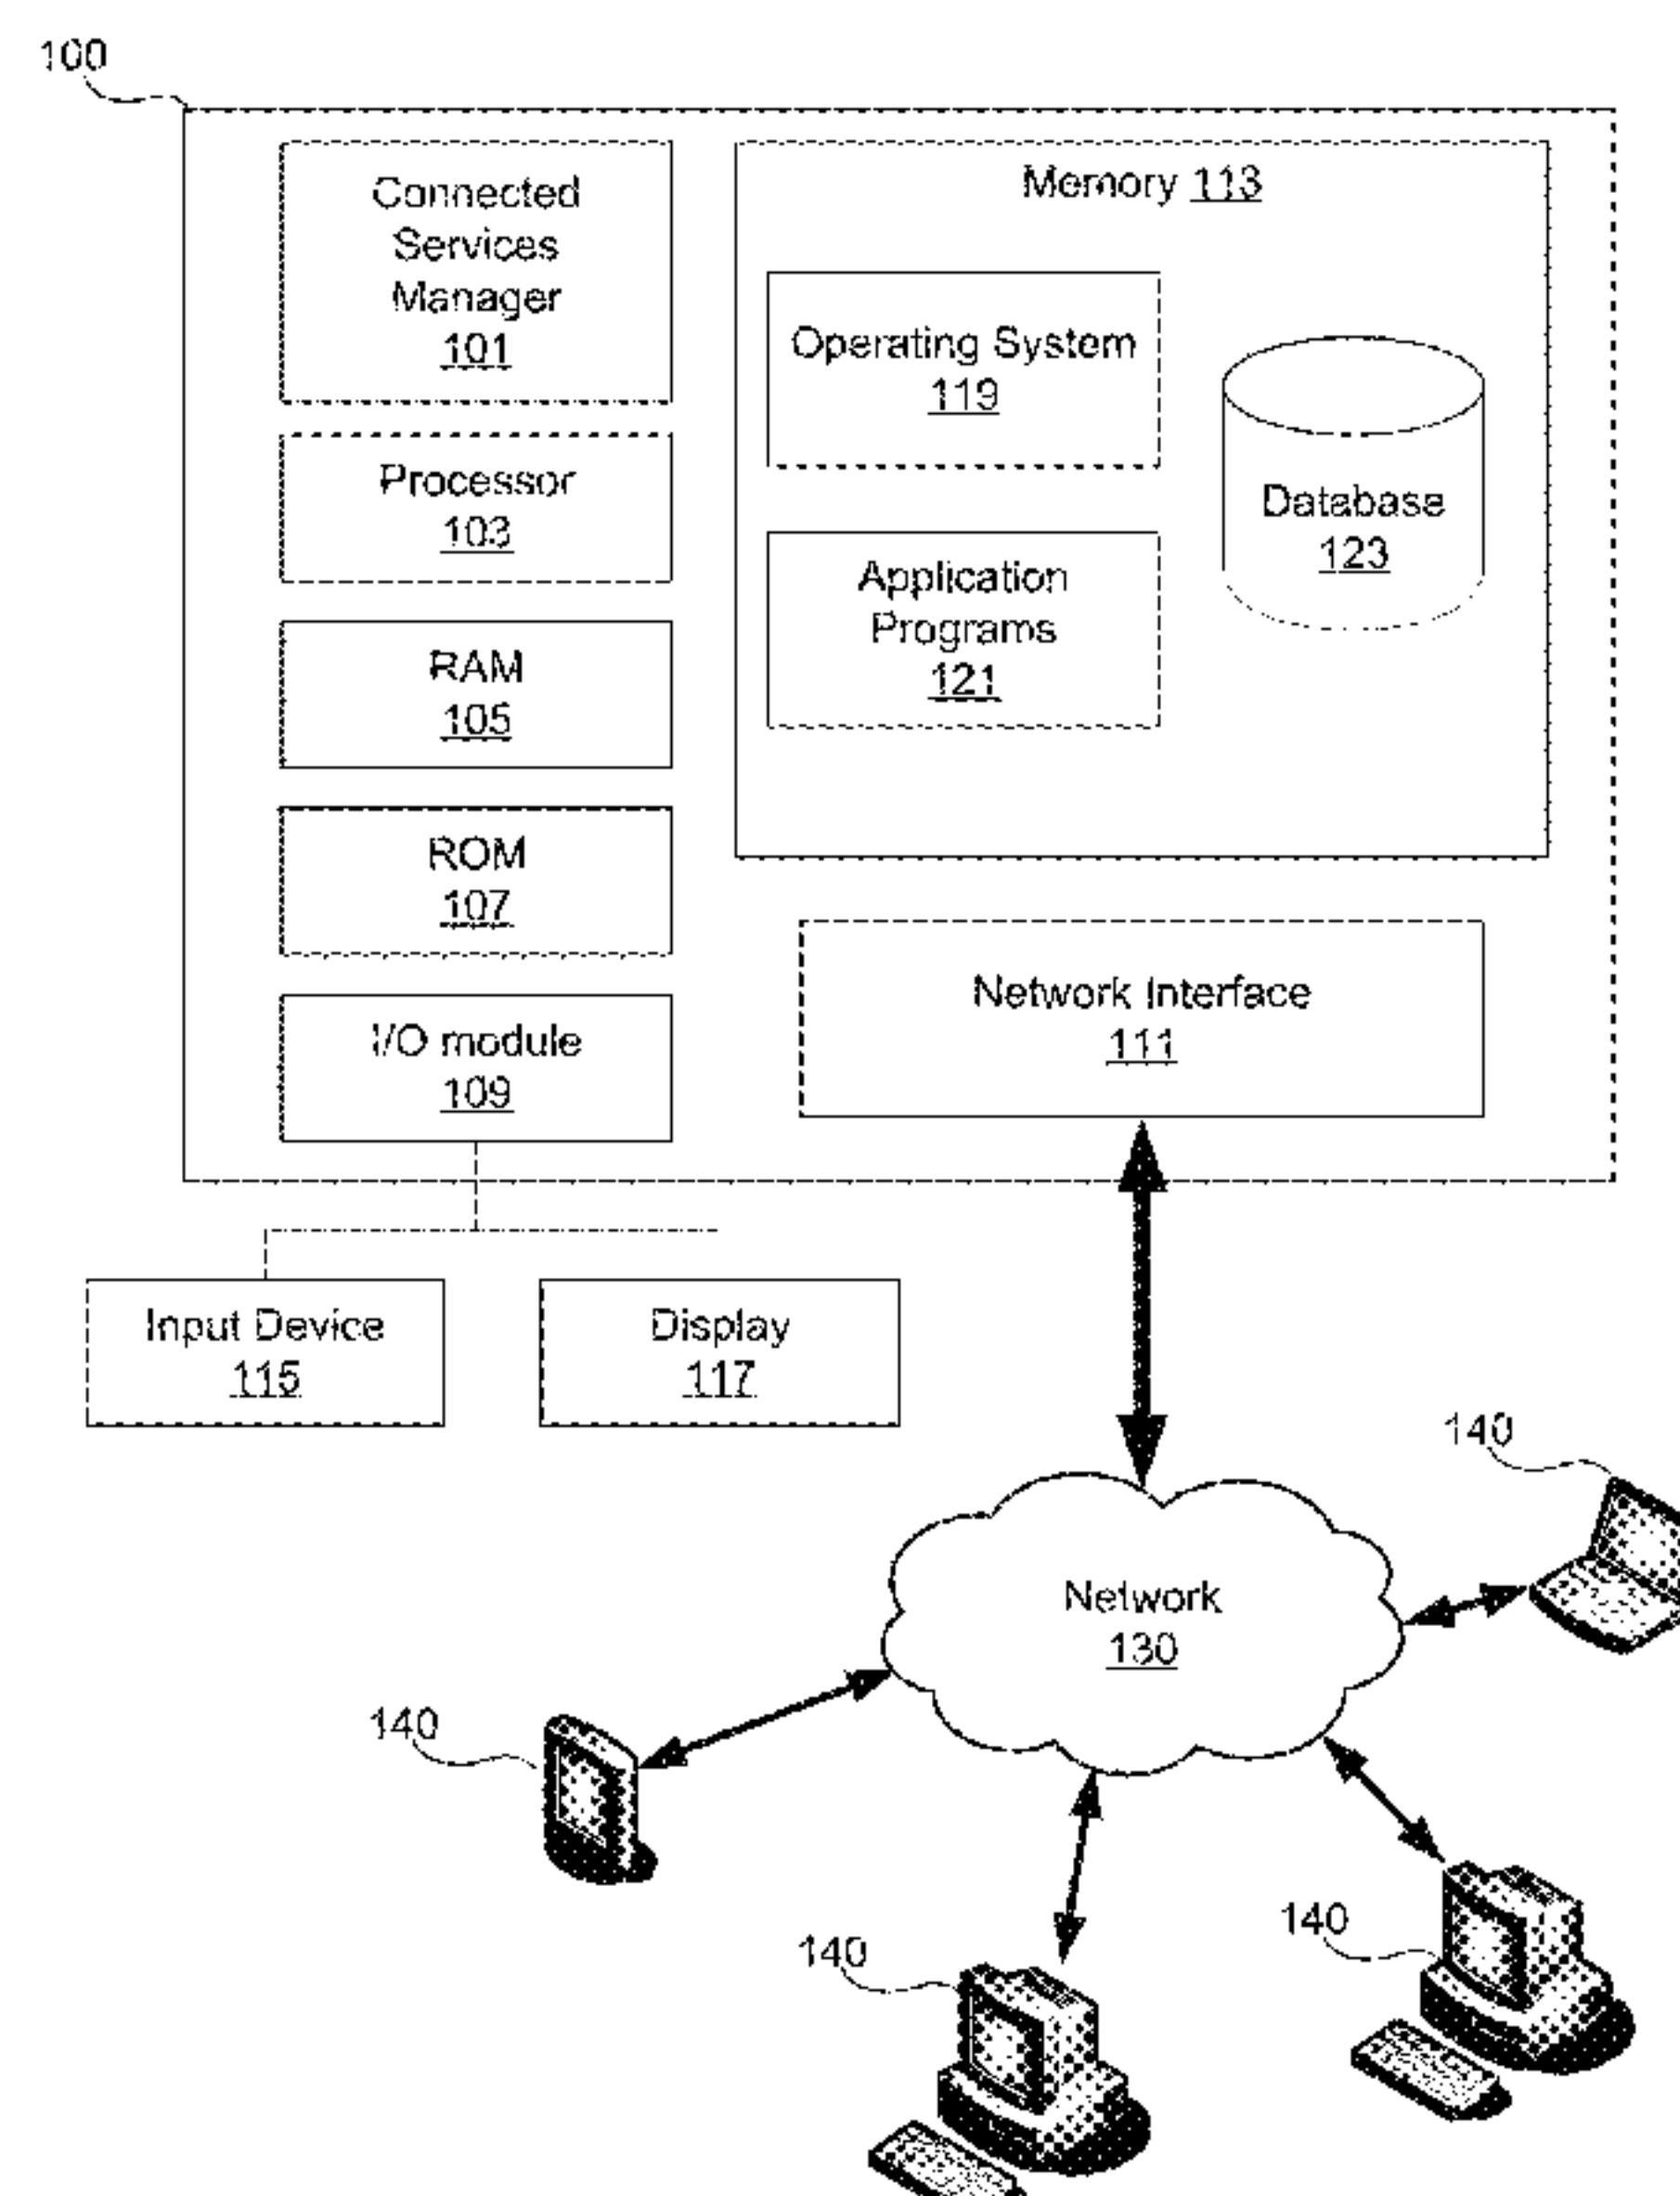 100
Connected
Services
Manager
101
Processor
103
RAM
105
ROM
107
I/O module
109
Memory 113
Operating System
119
Application
Programs
121
Database
123
Network Interface
111
Input Device
115
Display
117
Network
130
140
140
140
140